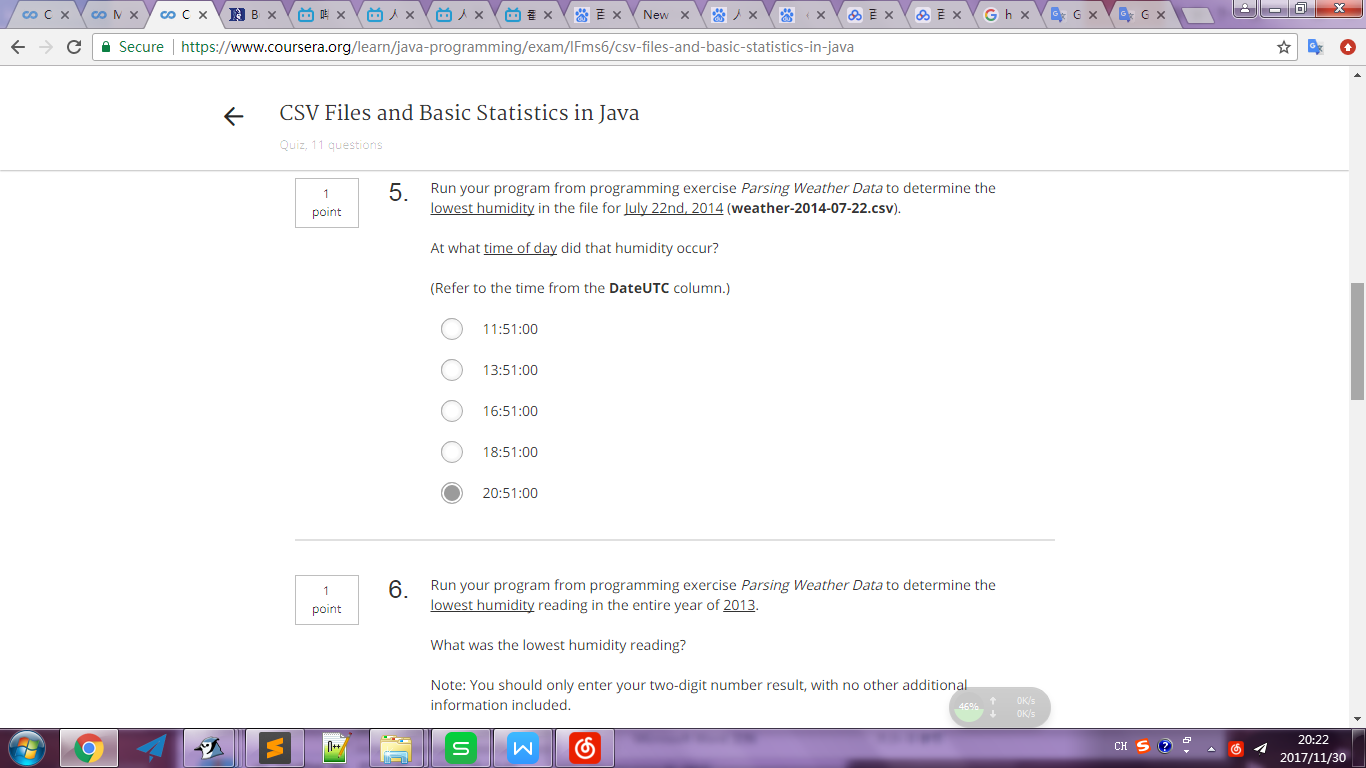 C
M
C
B
人
人
New
人
G
G
Secure https://www.coursera.org/learn/java-programming/exam/lFms6/csv-files-and-basic-statistics-in-java
CSV Files and Basic Statistics in Java
Quiz, 11 questions
1
point
5.
Run your program from programming exercise Parsing Weather Data to determine the
lowest humidity in the file for July 22nd, 2014 (weather-2014-07-22.csv).
At what time of day did that humidity occur?
(Refer to the time from the DateUTC column.)
11:51:00
13:51:00
16:51:00
18:51:00
20:51:00
1
point
6.
Run your program from programming exercise Parsing Weather Data to determine the
lowest humidity reading in the entire year of 2013.
What was the lowest humidity reading?
Note: You should only enter your two-digit number result, with no other additional
information included.
46%
0K/s
0K/s
CH
20:22
2017/11/30